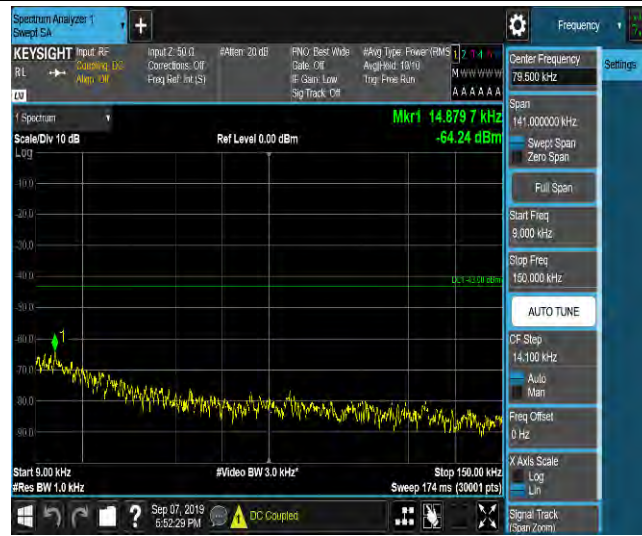 Spectrum Analyzer 1
Swept SA
Frequency
KEYSIGHT
Input: RF
Coupling: DC
Align: Off
Input Z: 50 Ω
Corrections: Off
Freq Ref: Int (S)
#Atten: 20 dB
PNO: Best Wide
Gate: Off
IF Gain: Low
Sig Track: Off
#Avg Type: Power (RMS
Avg|Hold: 10/10
Trig: Free Run
RL
LXI
A A A A A A
Center Frequency
79.500 kHz
Settings
Span
141.000000 kHz
Swept Span
Zero Span
Full Span
Start Freq
9.000 kHz
Stop Freq
150.000 kHz
AUTO TUNE
CF Step
14.100 kHz
Auto
Man
Freq Offset
0 Hz
X Axis Scale
Log
Lin
Signal Track
(Span Zoom)
1 Spectrum
Scale/Div 10 dB
Ref Level 0.00 dBm
Mkr1 14.879 7 kHz
-64.24 dBm
Log
-10.0
-20.0
-30.0
-40.0
DL1 -43.00 dBm
-50.0
-60.0
1
-70.0
-80.0
-90.0
Start 9.00 kHz
#Video BW 3.0 kHz*
Stop 150.00 kHz
#Res BW 1.0 kHz
Sweep 174 ms (30001 pts)
?
Sep 07, 2019
5:52:29 PM
DC Coupled